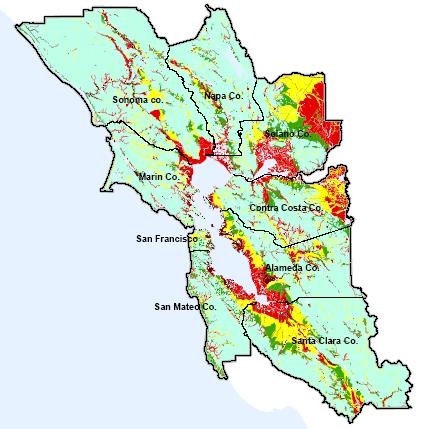 Sonoma co.
Napa Co.
Solano Co.
Marin Co.
Contra Costa Co.
San Francisco
Alameda Co.
San Mateo Co.
Santa Clara Co.